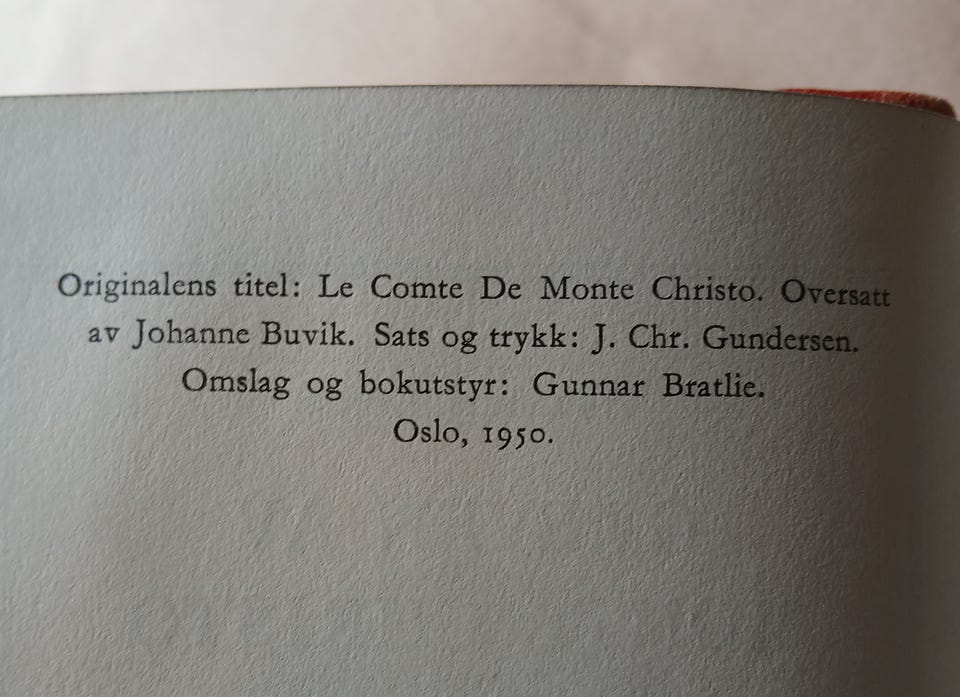 Originalens titel: Le Comte De Monte Christo. Oversatt
av Johanne Buvik. Sats og trykk: J. Chr. Gundersen.
Omslag og bokutstyr: Gunnar Bratlie.
Oslo, 1950.